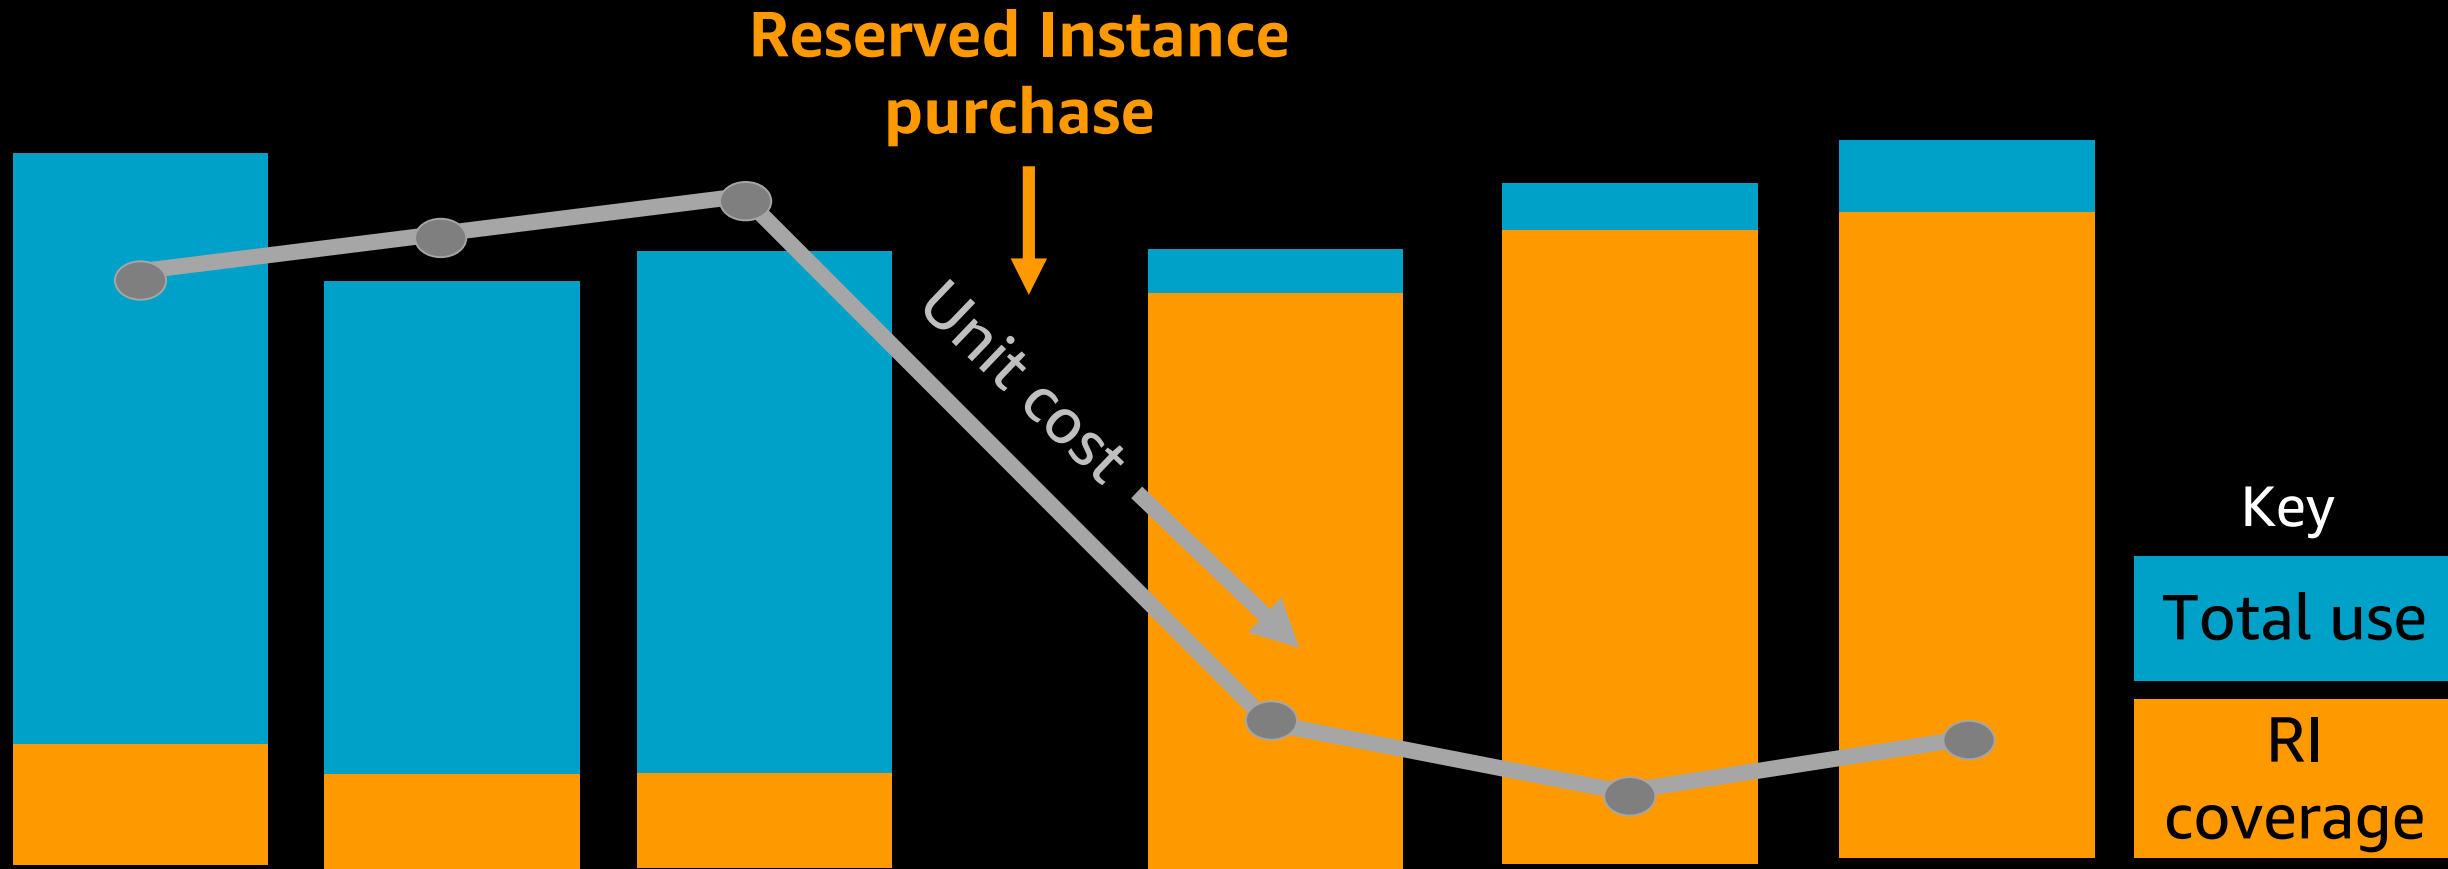 Reserved Instance
purchase
Unit cost
Key
Total use
RI
coverage